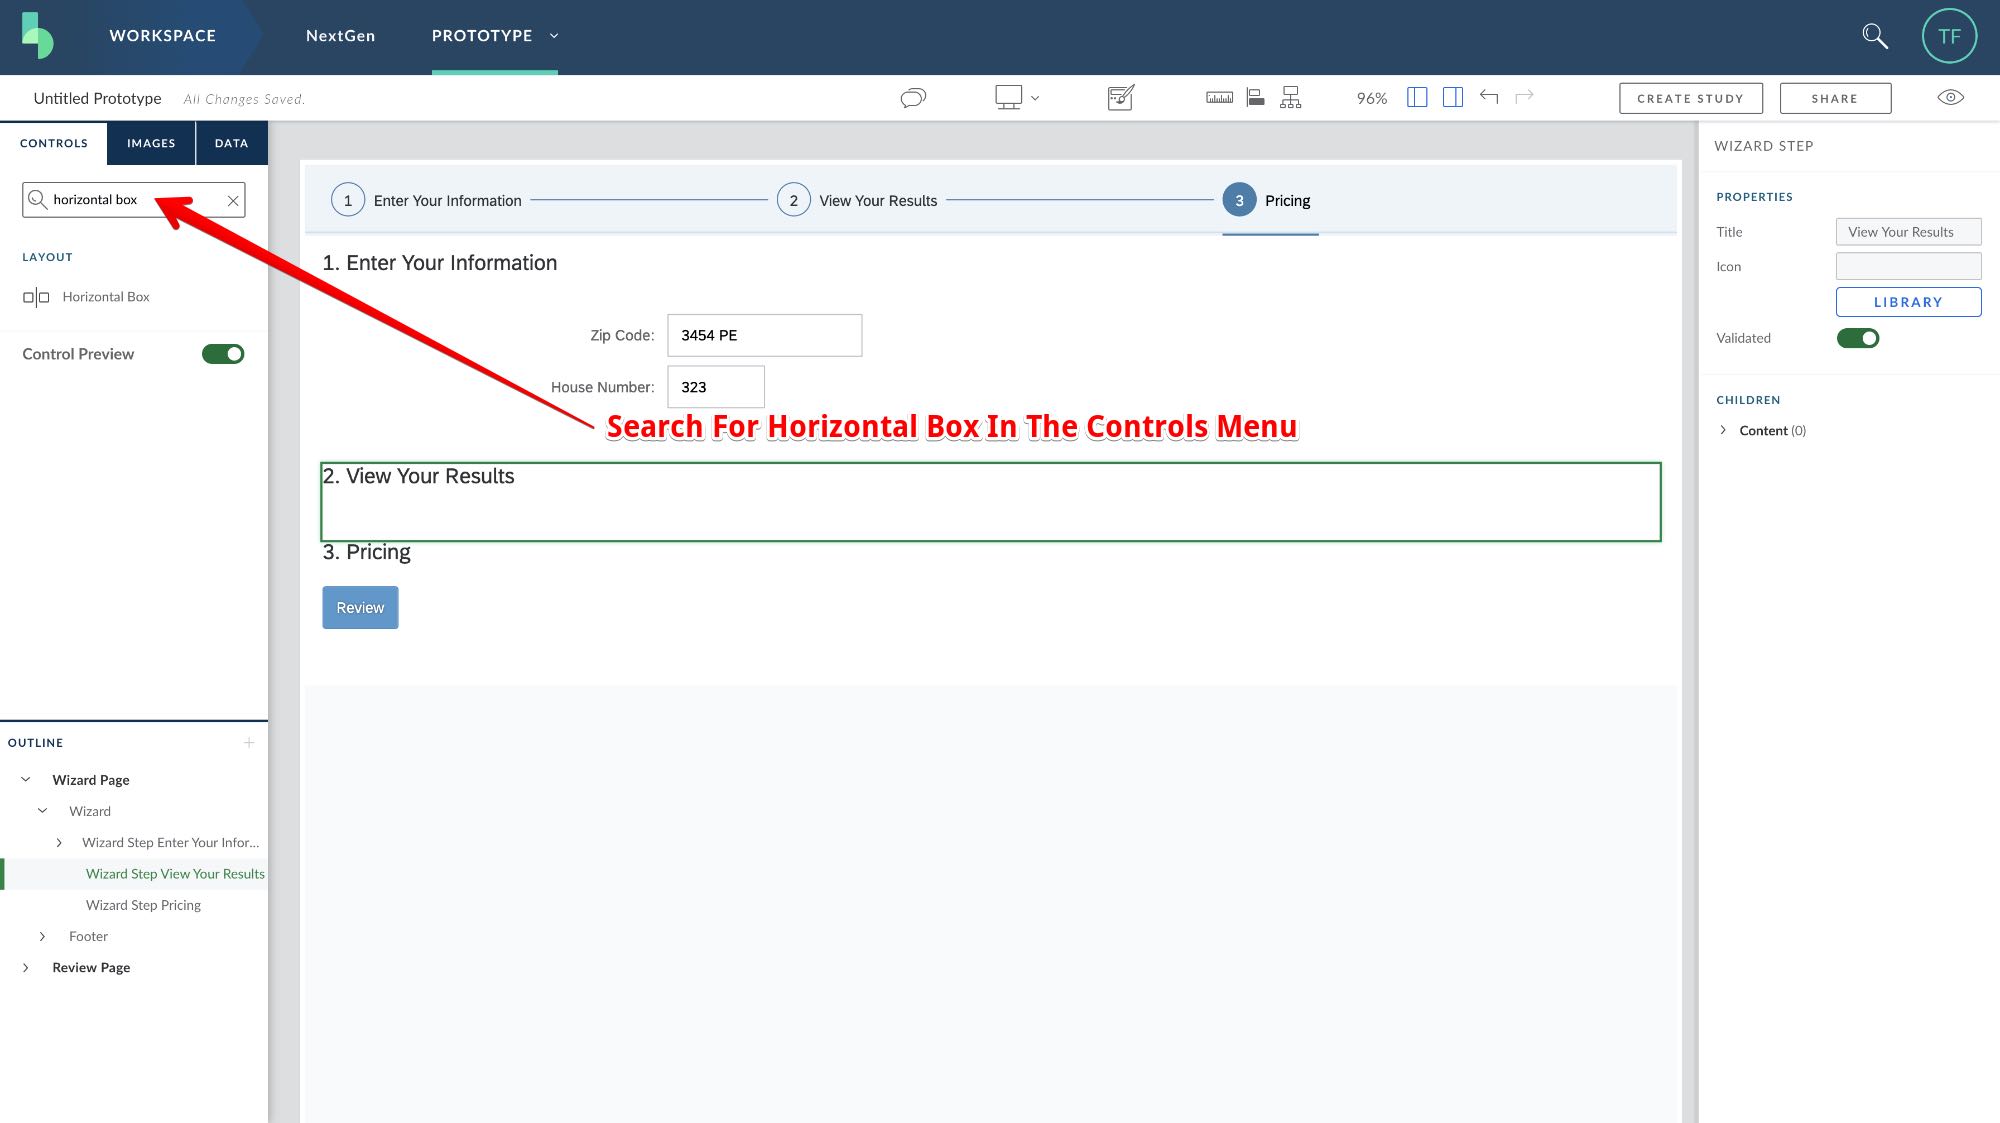 WORKSPACE
NextGen
PROTOTYPE
TF
Untitled Prototype
All Changes Saved.
96%
CREATE STUDY
SHARE
CONTROLS
IMAGES
DATA
horizontal box
LAYOUT
Horizontal Box
Control Preview
1 Enter Your Information
2 View Your Results
3 Pricing
1. Enter Your Information
Zip Code: 3454 PE
House Number: 323
Search For Horizontal Box In The Controls Menu
2. View Your Results
3. Pricing
Review
WIZARD STEP
PROPERTIES
Title View Your Results
Icon
LIBRARY
Validated
CHILDREN
Content (0)
OUTLINE
Wizard Page
Wizard
Wizard Step Enter Your Infor...
Wizard Step View Your Results
Wizard Step Pricing
Footer
Review Page